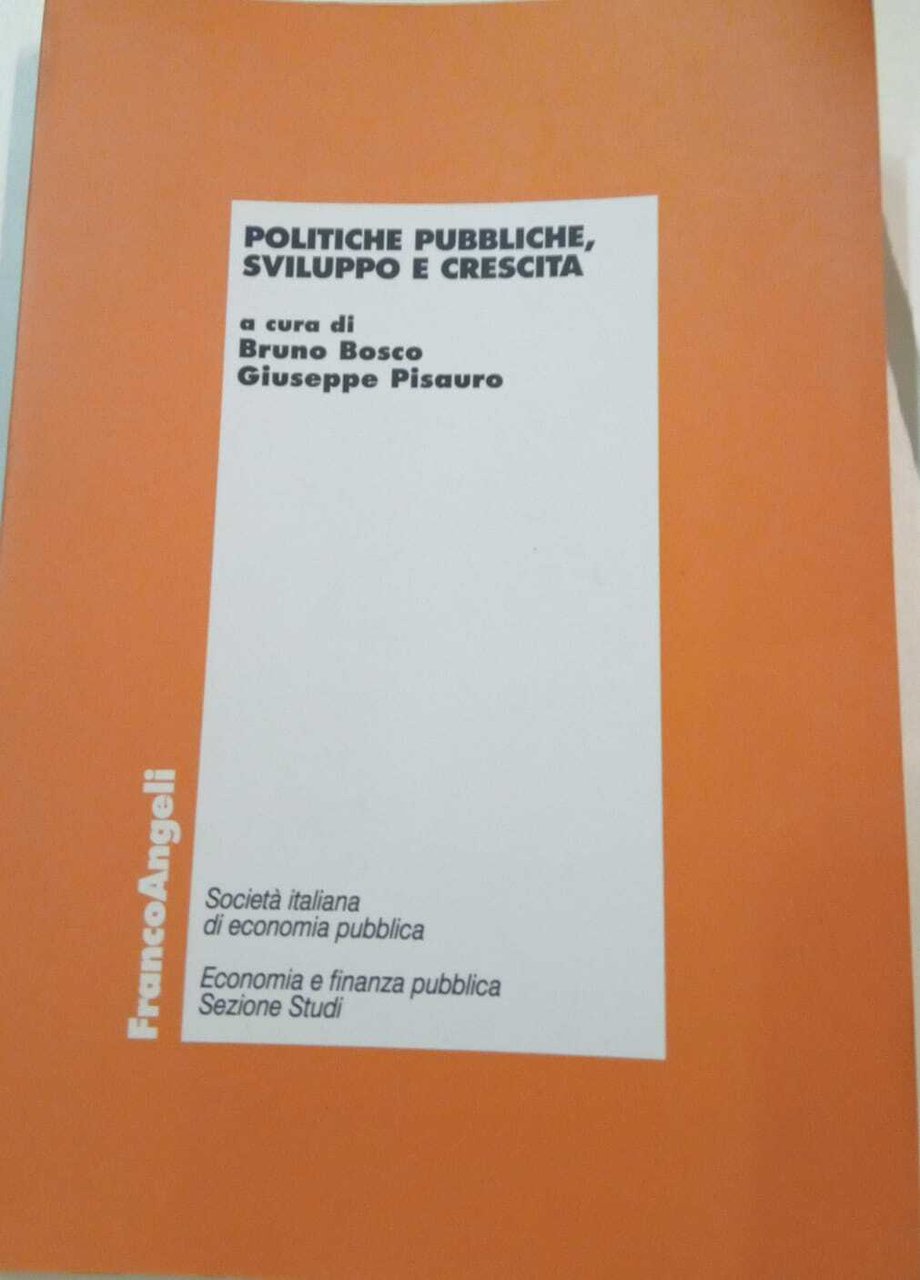 POLITICHE PUBBLICHE,
SVILUPPO E CRESCITA
a cura di
Bruno Bosco
Giuseppe Pisauro
FrancoAngeli
Società italiana
di economia pubblica
Economia e finanza pubblica
Sezione Studi